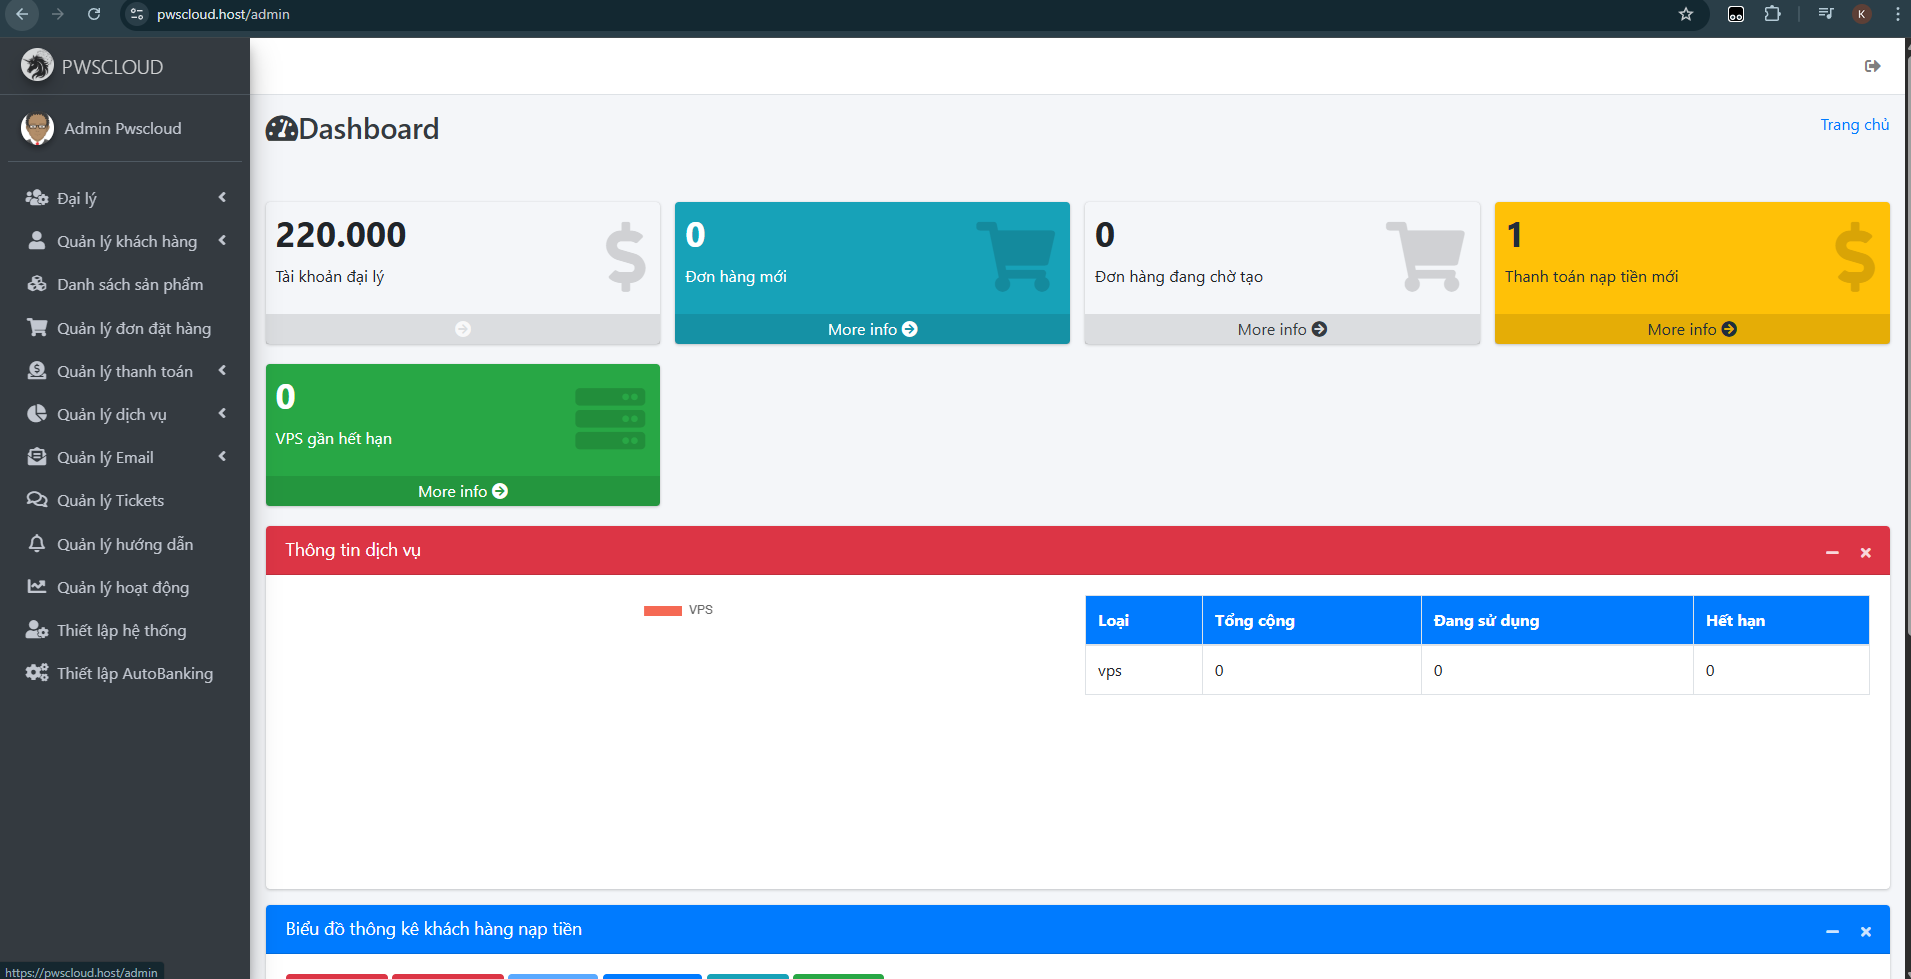 pwscloud.host/admin
K
PWSCLOUD
Admin Pwscloud
Đại lý
Quản lý khách hàng
Danh sách sản phẩm
Quản lý đơn đặt hàng
Quản lý thanh toán
Quản lý dịch vụ
Quản lý Email
Quản lý Tickets
Quản lý hướng dẫn
Quản lý hoạt động
Thiết lập hệ thống
Thiết lập AutoBanking
https://pwscloud.host/admin
Dashboard
Trang chủ
220.000
Tài khoản đại lý
0
Đơn hàng mới
More info
0
Đơn hàng đang chờ tạo
More info
1
Thanh toán nạp tiền mới
More info
0
VPS gần hết hạn
More info
Thông tin dịch vụ
VPS
Loại Tổng cộng Đang sử dụng Hết hạn
vps 0 0 0
Biểu đồ thông kê khách hàng nạp tiền